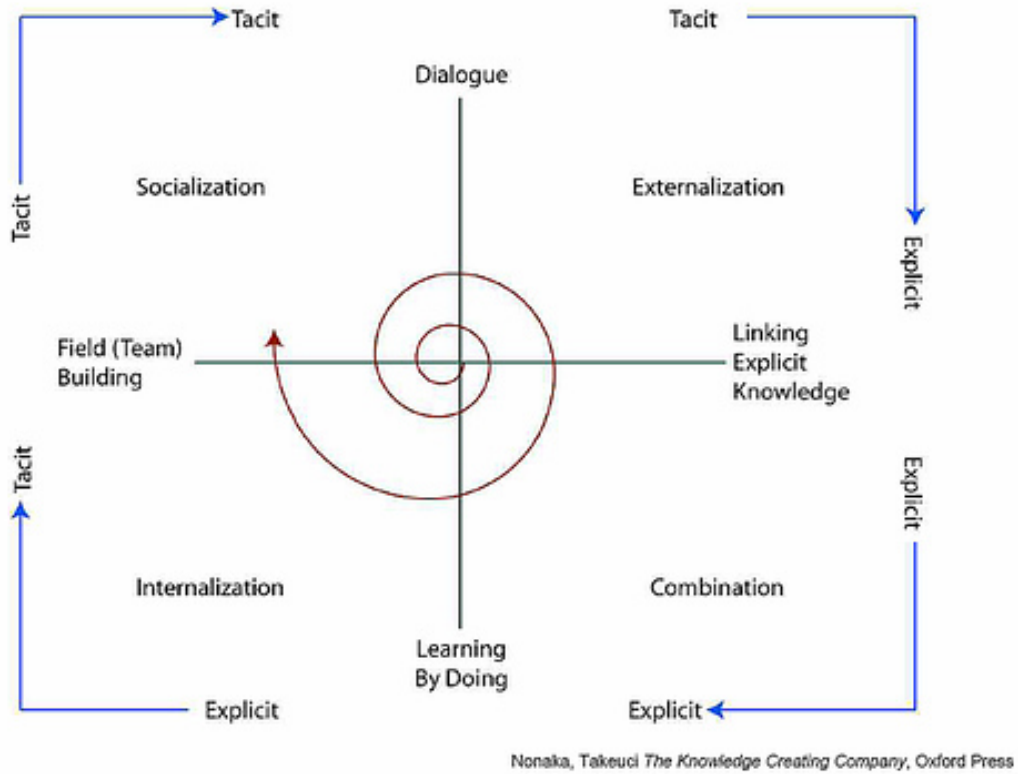 Tacit
Tacit
Dialogue
Socialization
Externalization
Tacit
Explicit
Field (Team)
Building
Linking
Explicit
Knowledge
Tacit
Explicit
Internalization
Combination
Learning
By Doing
Explicit
Explicit
Nonaka, Takeuci The Knowledge Creating Company, Oxford Press